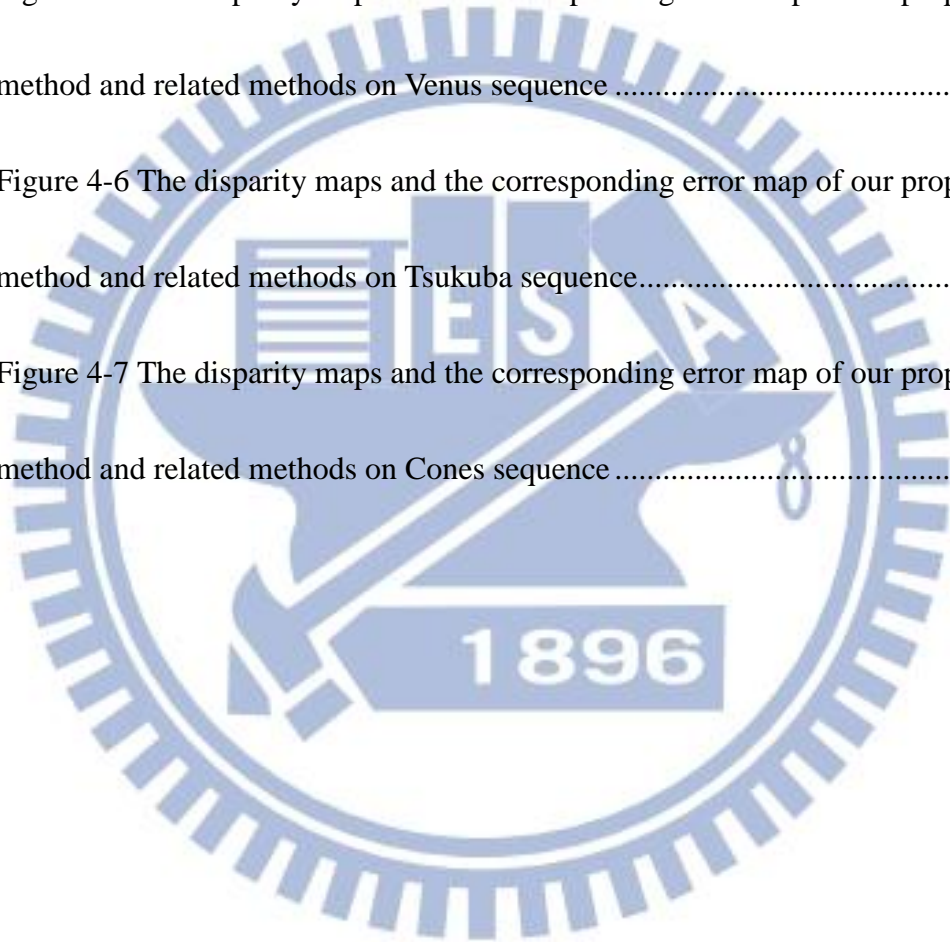 method and related methods on Venus sequence ....................................
Figure 4-6 The disparity maps and the corresponding error map of our
method and related methods on Tsukuba sequence.................................
Figure 4-7 The disparity maps and the corresponding error map of our
method and related methods on Cones sequence ....................................
E S A
1896